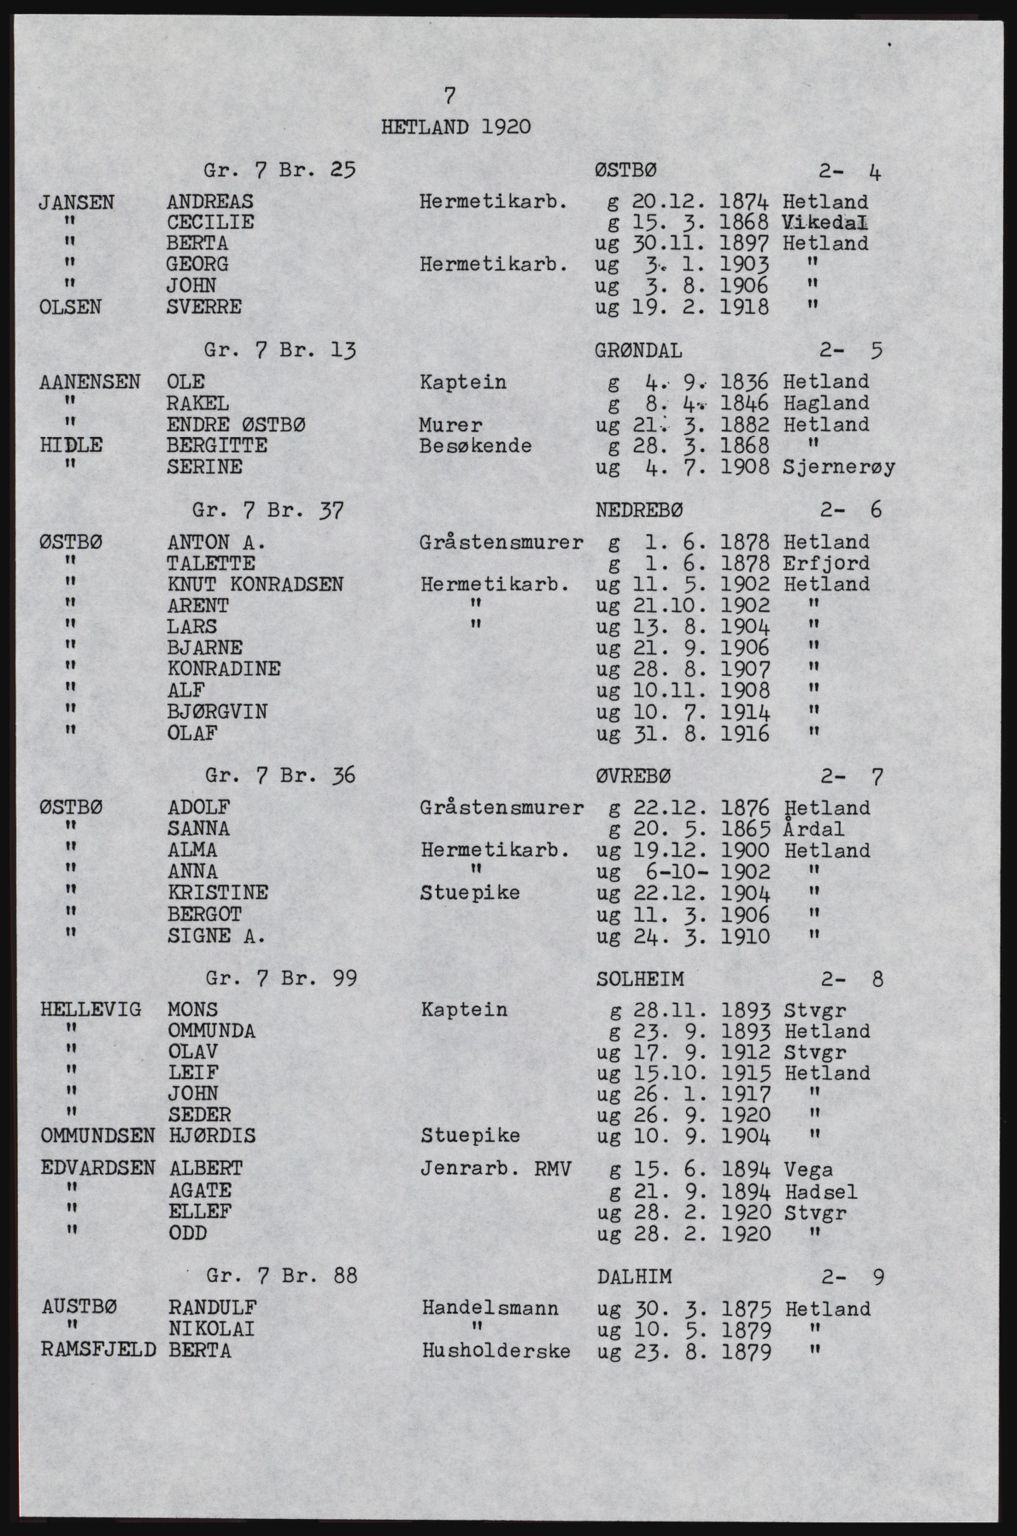 7
HETLAND 1920
Gr. 7 Br. 25 ØSTBØ 2- 4
JANSEN ANDREAS Hermetikarb. g 20.12. 1874 Hetland
" CECILIE g 15. 3. 1868 Vikedal
" BERTA ug 30.11. 1897 Hetland
" GEORG Hermetikarb. ug 3. 1. 1903 "
" JOHN ug 3. 8. 1906 "
OLSEN SVERRE ug 19. 2. 1918 "
Gr. 7 Br. 13 GRØNDAL 2- 5
AANENSEN OLE Kaptein g 4. 9. 1836 Hetland
" RAKEL g 8. 4. 1846 Hagland
" ENDRE ØSTBØ Murer ug 21. 3. 1882 Hetland
HIDLE BERGITTE Besøkende g 28. 3. 1868 "
" SERINE ug 4. 7. 1908 Sjernerøy
Gr. 7 Br. 37 NEDREBØ 2- 6
ØSTBØ ANTON A. Gråstensmurer g 1. 6. 1878 Hetland
" TALETTE g 1. 6. 1878 Erfjord
" KNUT KONRADSEN Hermetikarb. ug 11. 5. 1902 Hetland
" ARENT " ug 21.10. 1902 "
" LARS " ug 13. 8. 1904 "
" BJARNE ug 21. 9. 1906 "
" KONRADINE ug 28. 8. 1907 "
" ALF ug 10.11. 1908 "
" BJØRGVIN ug 10. 7. 1914 "
" OLAF ug 31. 8. 1916 "
Gr. 7 Br. 36 ØVREBØ 2- 7
ØSTBØ ADOLF Gråstensmurer g 22.12. 1876 Hetland
" SANNA g 20. 5. 1865 Årdal
" ALMA Hermetikarb. ug 19.12. 1900 Hetland
" ANNA " ug 6-10- 1902 "
" KRISTINE Stuepike ug 22.12. 1904 "
" BERGOT ug 11. 3. 1906 "
" SIGNE A. ug 24. 3. 1910 "
Gr. 7 Br. 99 SOLHEIM 2- 8
HELLEVIG MONS Kaptein g 28.11. 1893 Stvgr
" OMMUNDA g 23. 9. 1893 Hetland
" OLAV ug 17. 9. 1912 Stvgr
" LEIF ug 15.10. 1915 Hetland
" JOHN ug 26. 1. 1917 "
" SEDER ug 26. 9. 1920 "
OMMUNDSEN HJØRDIS Stuepike ug 10. 9. 1904 "
EDVARDSEN ALBERT Jenrarb. RMV g 15. 6. 1894 Vega
" AGATE g 21. 9. 1894 Hadsel
" ELLEF ug 28. 2. 1920 Stvgr
" ODD ug 28. 2. 1920 "
Gr. 7 Br. 88 DALHIM 2- 9
AUSTBØ RANDULF Handelsmann ug 30. 3. 1875 Hetland
" NIKOLAI " ug 10. 5. 1879 "
RAMSFJELD BERTA Husholderske ug 23. 8. 1879 "